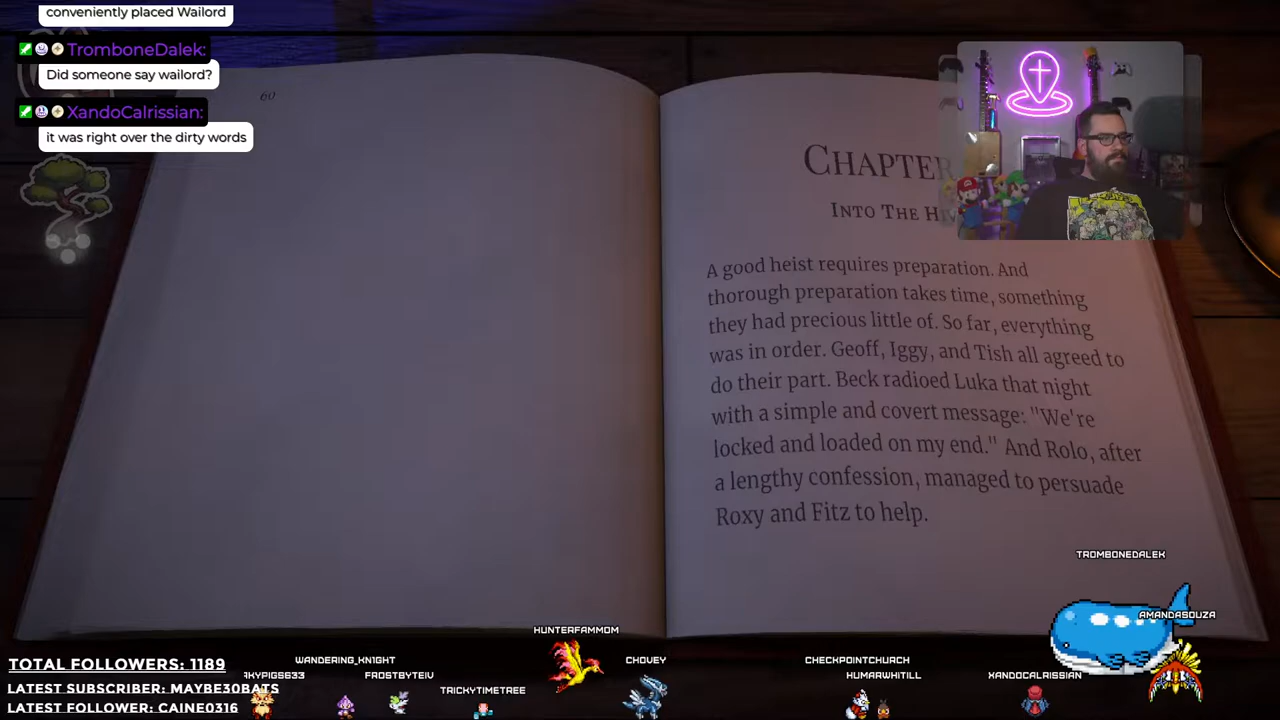 conveniently placed Wailord
TromboneDalek:
Did someone say wailord?
XandoCalrissian:
it was right over the dirty words
60
CHAPTER
INTO THE
A good heist requires preparation. And
thorough preparation takes time, something
they had precious little of. So far, everything
was in order. Geoff, Iggy, and Tish all agreed to
do their part. Beck radioed Luka that night
with a simple and covert message: "We're
locked and loaded on my end." And Rolo, after
a lengthy confession, managed to persuade
Roxy and Fitz to help.
TROMBONEDALEK
AMANDASOUZA
HUNTERFAMMOM
WANDERING_KN1GHT
CHOVEY
CHECKPOINTCHURCH
FROSTBYTEIV
HUMARWHITILL
XANDOCALRISSIAN
TRICKYTIMETREE
TOTAL FOLLOWERS: 1189
LATEST SUBSCRIBER: MAYBE30BATS
LATEST FOLLOWER: CAINE0316